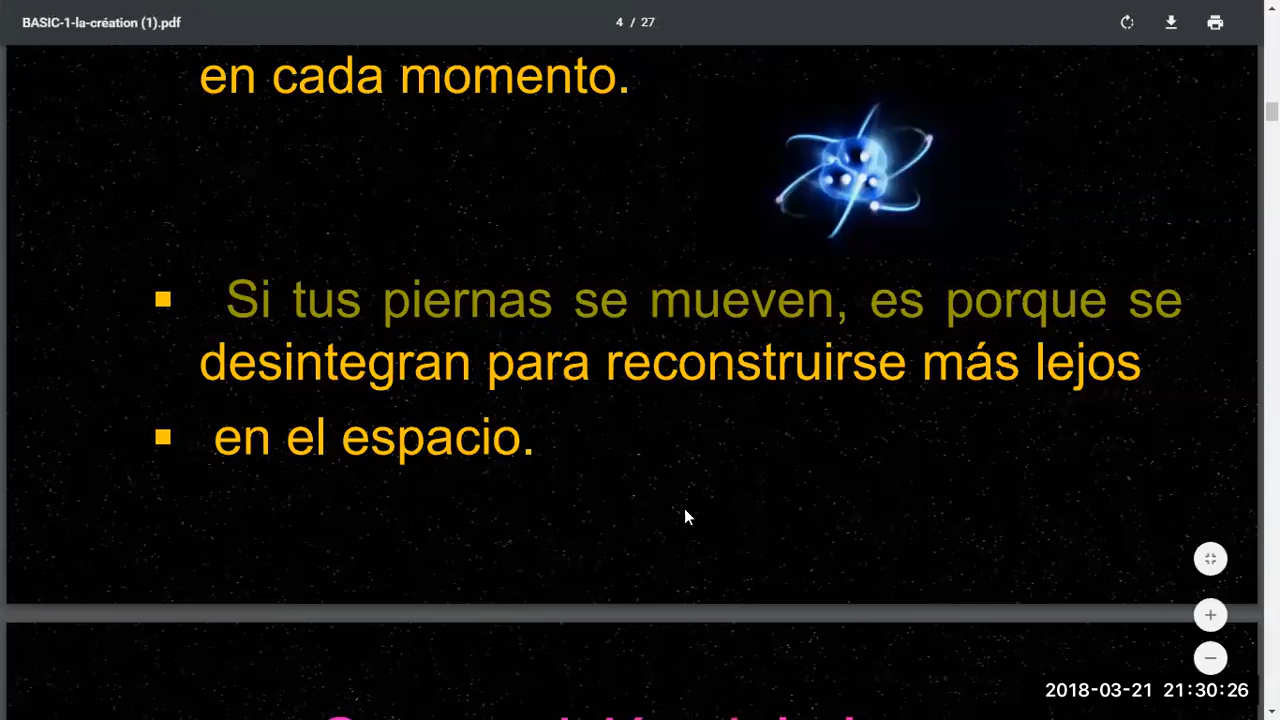 BASIC-1-la-création (1).pdf
4 / 27
en cada momento.
Si tus piernas se mueven, es porque se
desintegran para reconstruirse más lejos
en el espacio.
2018-03-21 21:30:26